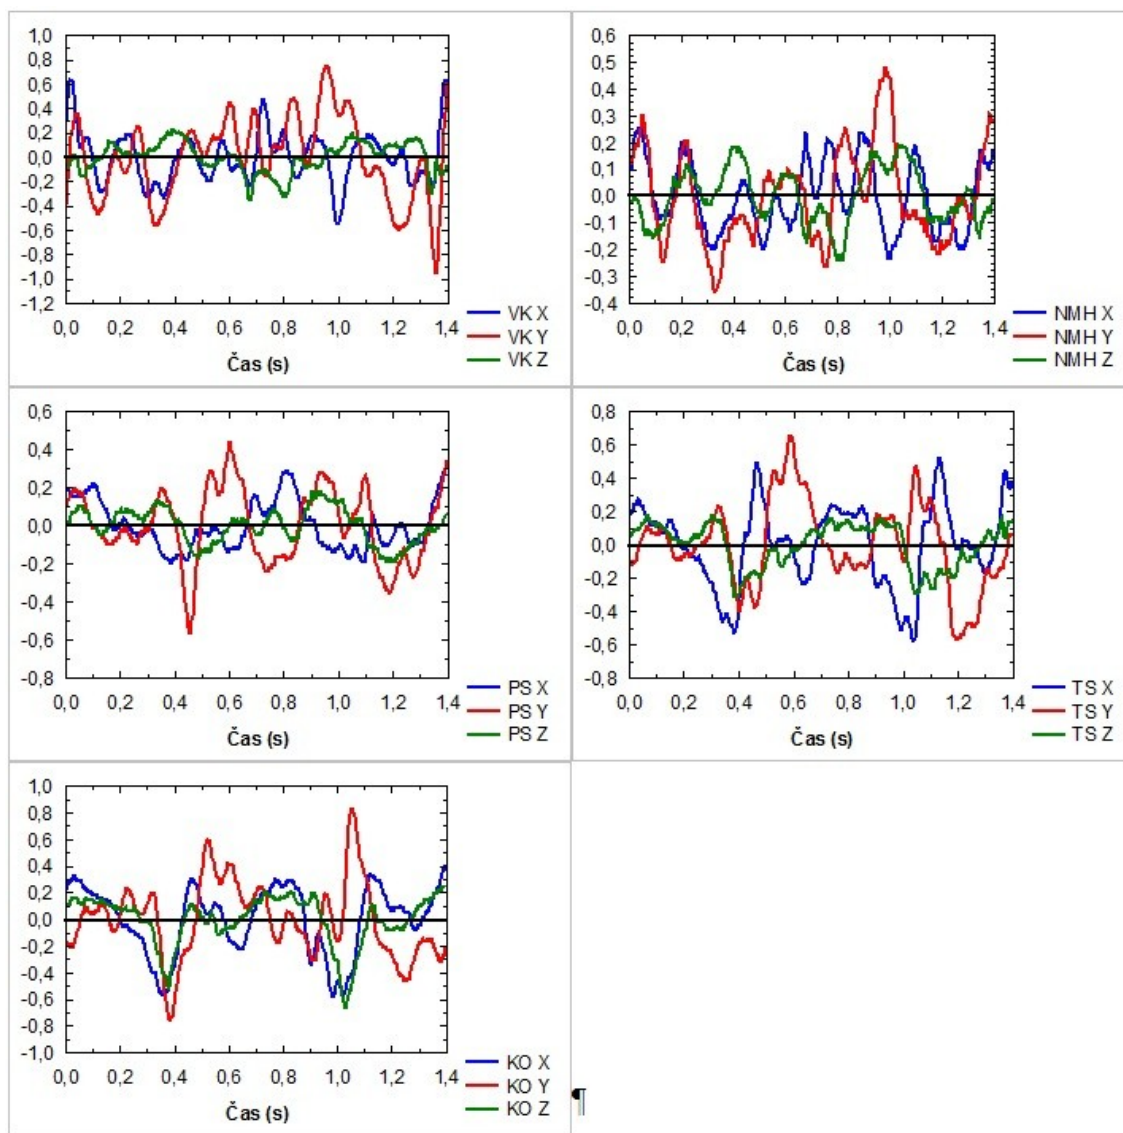 1,0
0,8
0,6
0,4
0,2
0,0
-0,2
-0,4
-0,6
-0,8
-1,0
-1,2
0,0 0,2 0,4 0,6 0,8 1,0 1,2 1,4
Čas (s)
VK X
VK Y
VK Z
0,6
0,5
0,4
0,3
0,2
0,1
0,0
-0,1
-0,2
-0,3
-0,4
0,0 0,2 0,4 0,6 0,8 1,0 1,2 1,4
Čas (s)
NMH X
NMH Y
NMH Z
0,6
0,4
0,2
0,0
-0,2
-0,4
-0,6
-0,8
0,0 0,2 0,4 0,6 0,8 1,0 1,2 1,4
Čas (s)
PS X
PS Y
PS Z
0,8
0,6
0,4
0,2
0,0
-0,2
-0,4
-0,6
-0,8
0,0 0,2 0,4 0,6 0,8 1,0 1,2 1,4
Čas (s)
TS X
TS Y
TS Z
1,0
0,8
0,6
0,4
0,2
0,0
-0,2
-0,4
-0,6
-0,8
-1,0
0,0 0,2 0,4 0,6 0,8 1,0 1,2 1,4
Čas (s)
KO X
KO Y
KO Z
¶